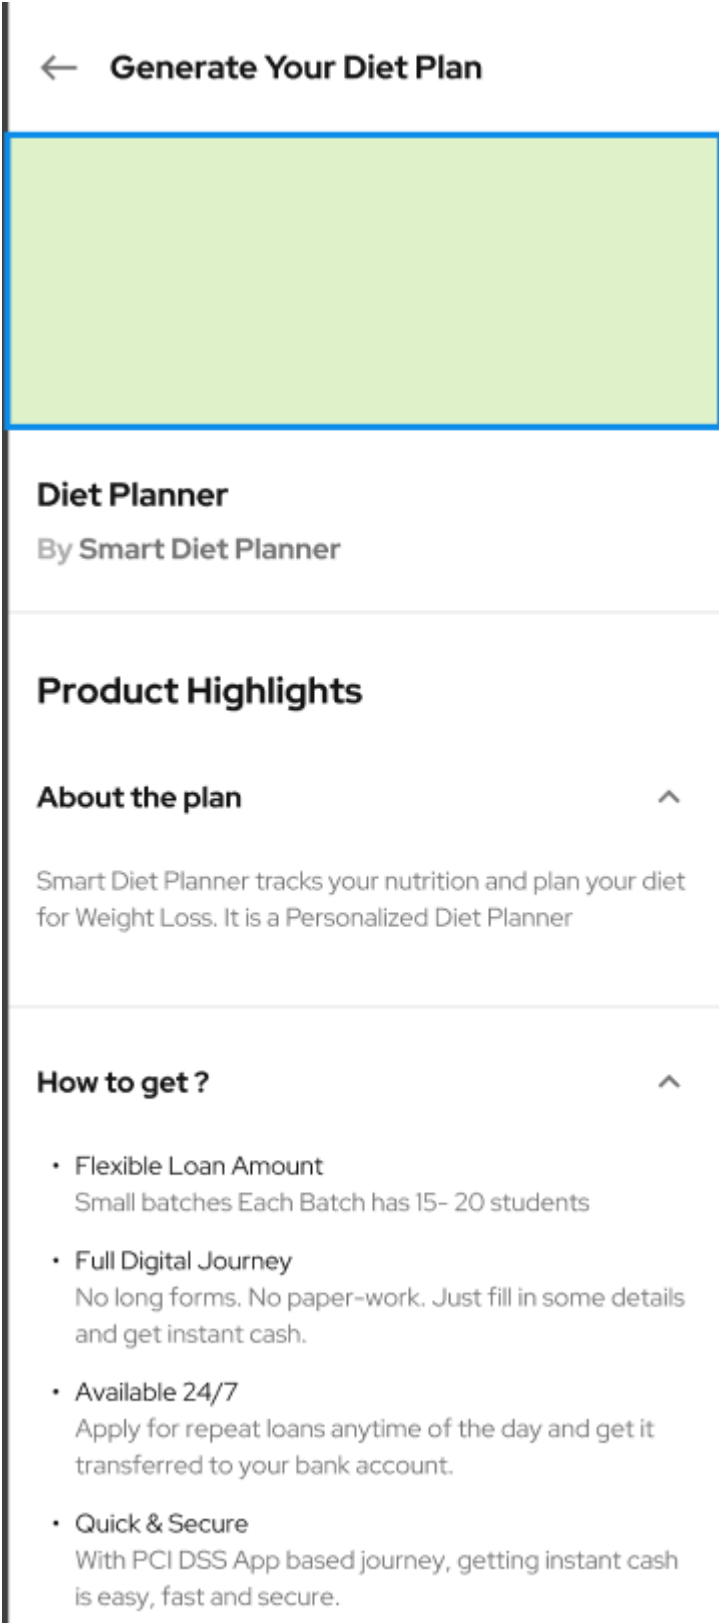 Generate Your Diet Plan
Diet Planner
By Smart Diet Planner
Product Highlights
About the plan
Smart Diet Planner tracks your nutrition and plan your diet
for Weight Loss. It is a Personalized Diet Planner
How to get ?
• Flexible Loan Amount
Small batches Each Batch has 15- 20 students
• Full Digital Journey
No long forms. No paper-work. Just fill in some details
and get instant cash.
• Available 24/7
Apply for repeat loans anytime of the day and get it
transferred to your bank account.
• Quick & Secure
With PCI DSS App based journey, getting instant cash
is easy, fast and secure.